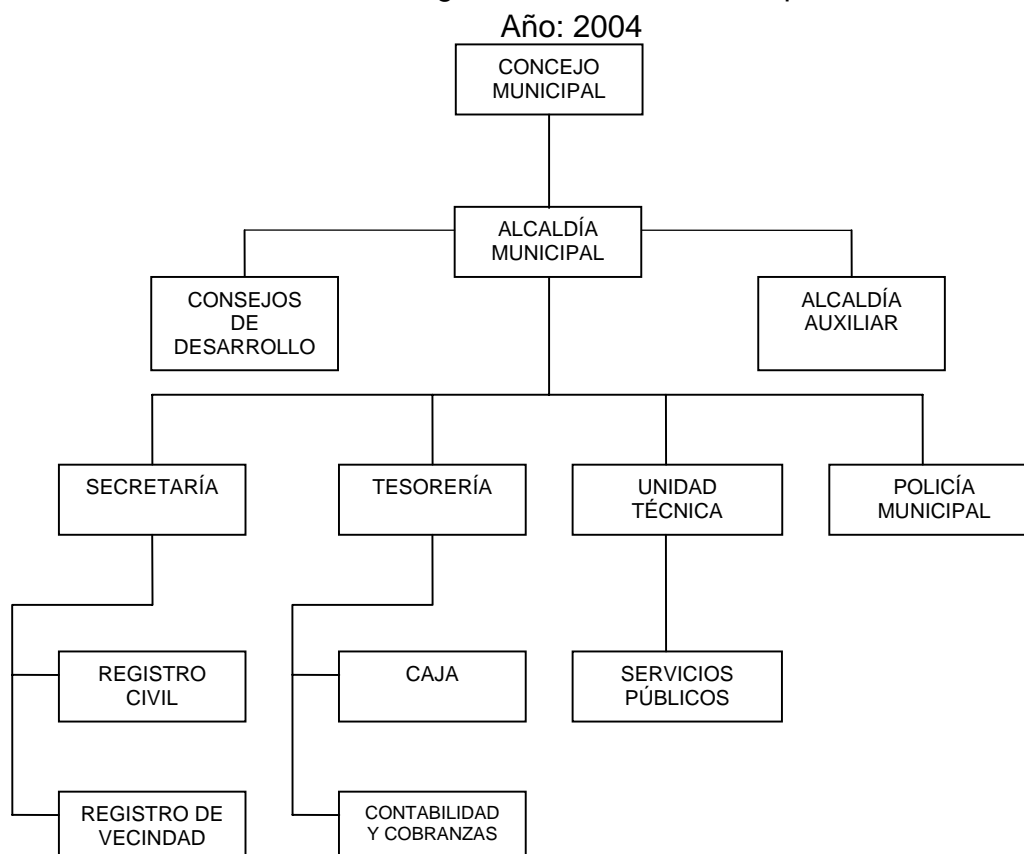 Año: 2004
CONCEJO
MUNICIPAL
ALCALDÍA
MUNICIPAL
CONSEJOS
DE
DESARROLLO
ALCALDÍA
AUXILIAR
SECRETARÍA
TESORERÍA
UNIDAD
TÉCNICA
POLICÍA
MUNICIPAL
REGISTRO
CIVIL
CAJA
SERVICIOS
PÚBLICOS
REGISTRO DE
VECINDAD
CONTABILIDAD
Y COBRANZAS